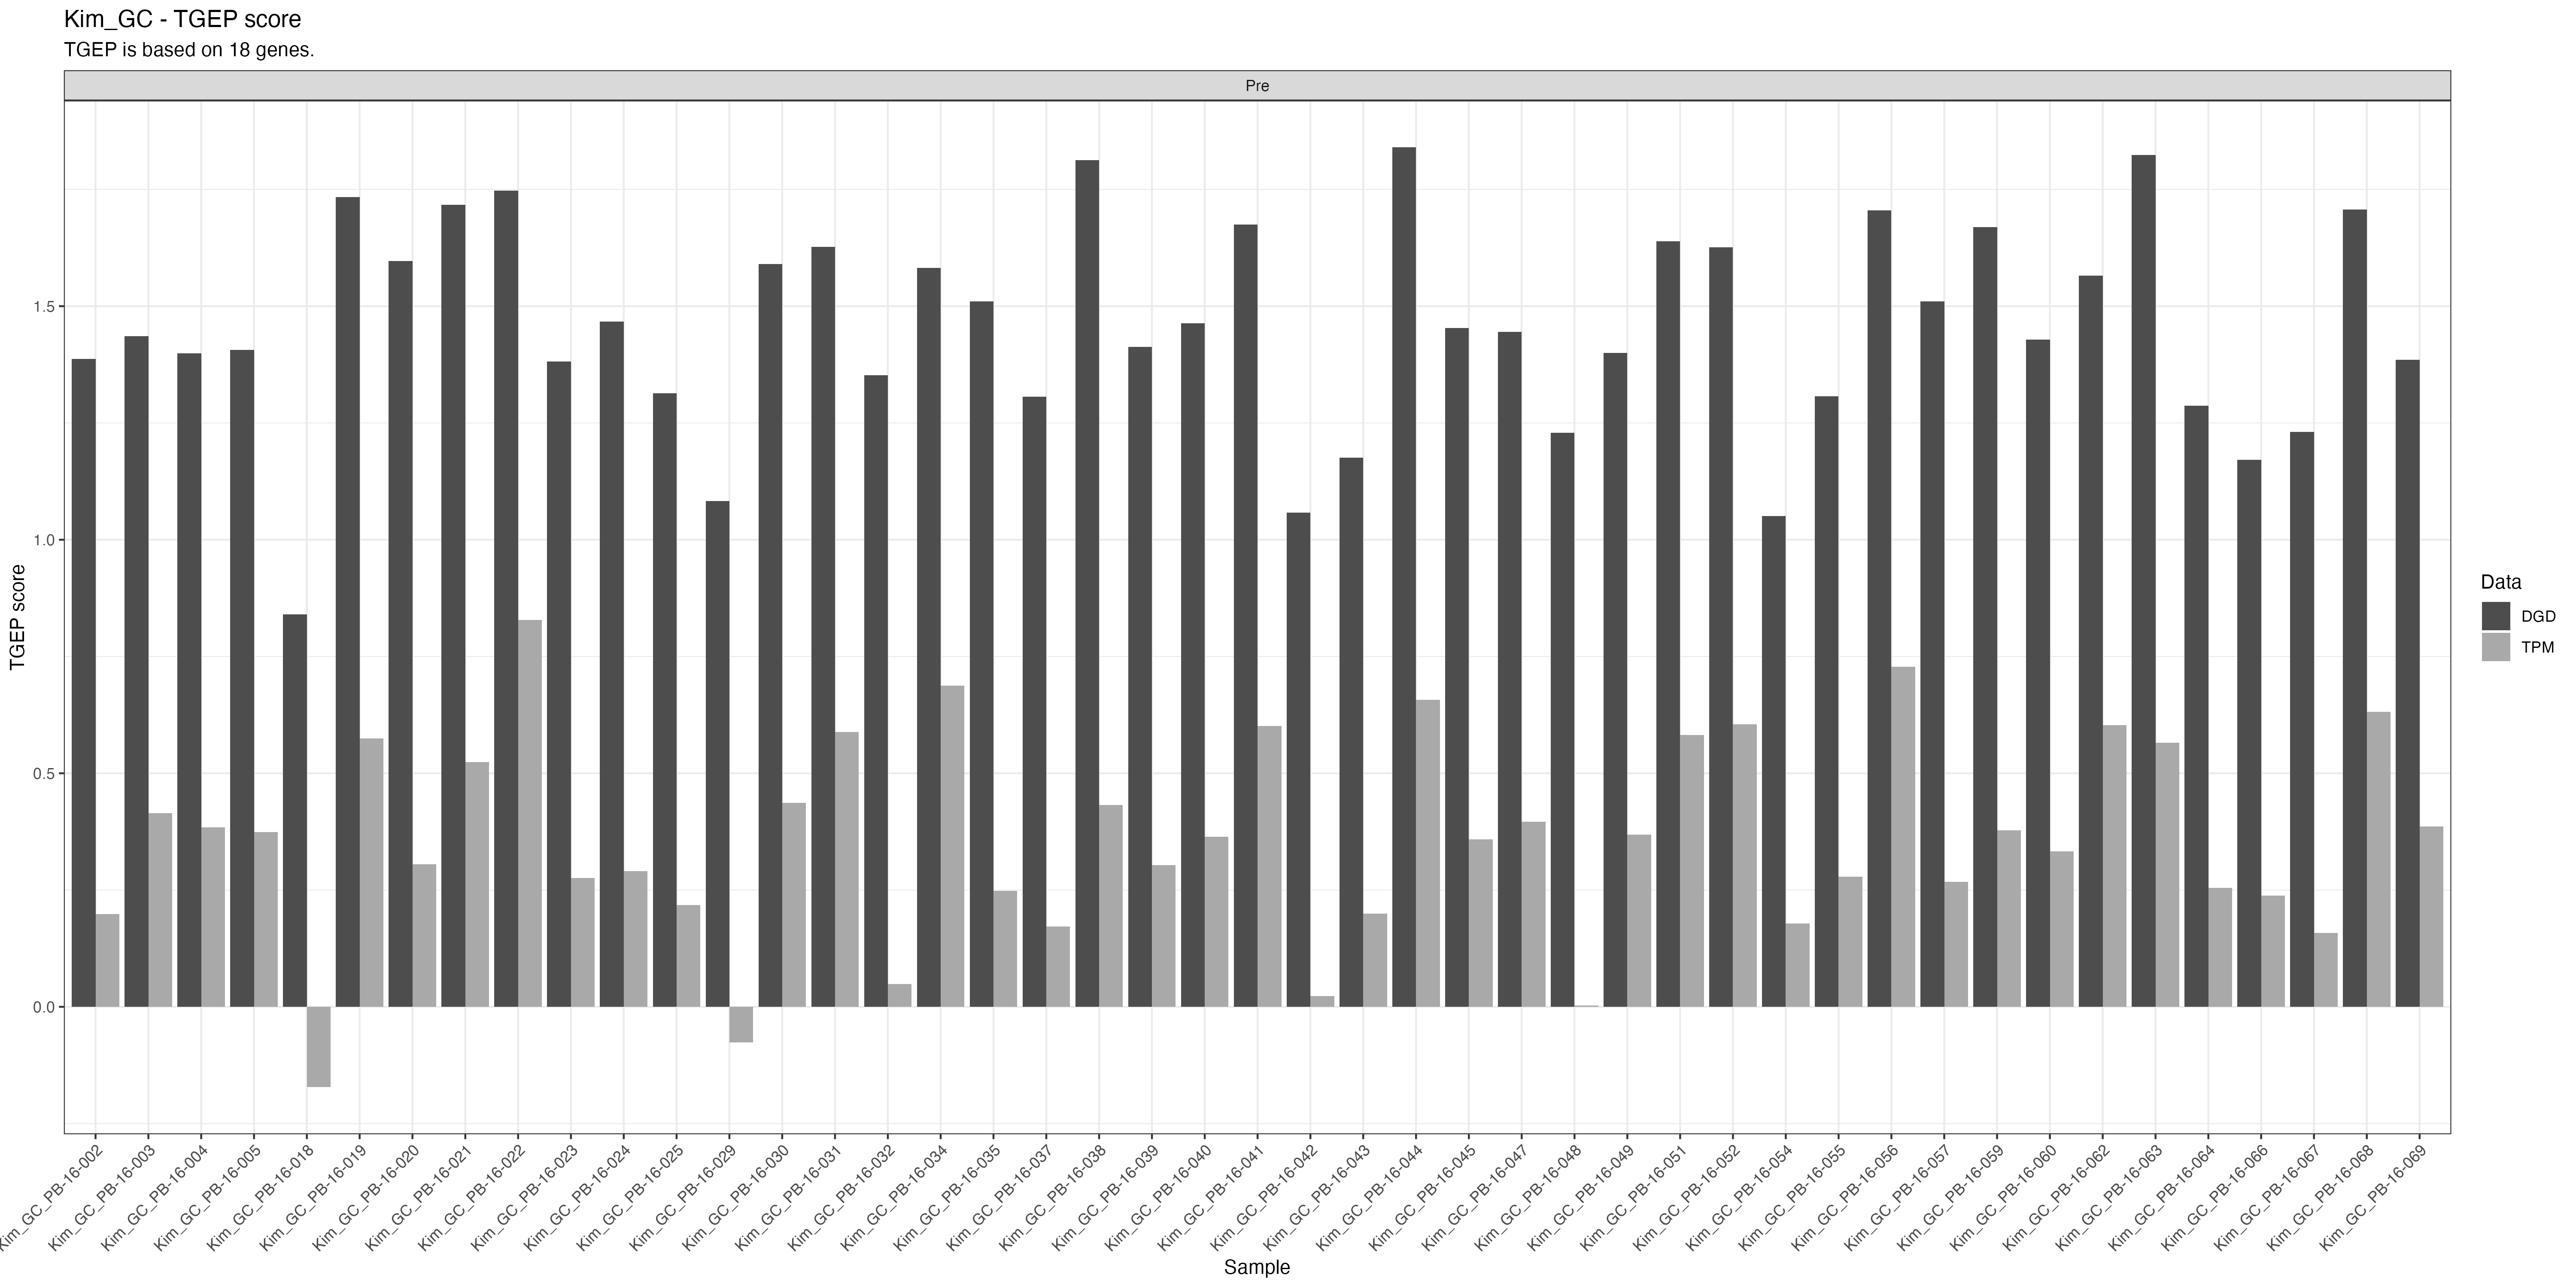 Kim_GC - TGEP score
TGEP is based on 18 genes.
Pre
TGEP score
1.5
1.0
0.5
0.0
Kim_GC_PB-16-002
Kim_GC_PB-16-003
Kim_GC_PB-16-004
Kim_GC_PB-16-005
Kim_GC_PB-16-018
Kim_GC_PB-16-019
Kim_GC_PB-16-020
Kim_GC_PB-16-021
Kim_GC_PB-16-022
Kim_GC_PB-16-023
Kim_GC_PB-16-024
Kim_GC_PB-16-025
Kim_GC_PB-16-029
Kim_GC_PB-16-030
Kim_GC_PB-16-031
Kim_GC_PB-16-032
Kim_GC_PB-16-034
Kim_GC_PB-16-035
Kim_GC_PB-16-037
Kim_GC_PB-16-038
Kim_GC_PB-16-039
Kim_GC_PB-16-040
Kim_GC_PB-16-041
Kim_GC_PB-16-042
Kim_GC_PB-16-043
Kim_GC_PB-16-044
Kim_GC_PB-16-045
Kim_GC_PB-16-047
Kim_GC_PB-16-048
Kim_GC_PB-16-049
Kim_GC_PB-16-051
Kim_GC_PB-16-052
Kim_GC_PB-16-054
Kim_GC_PB-16-055
Kim_GC_PB-16-056
Kim_GC_PB-16-057
Kim_GC_PB-16-059
Kim_GC_PB-16-060
Kim_GC_PB-16-062
Kim_GC_PB-16-063
Kim_GC_PB-16-064
Kim_GC_PB-16-066
Kim_GC_PB-16-067
Kim_GC_PB-16-068
Kim_GC_PB-16-069
Sample
Data
DGD
TPM